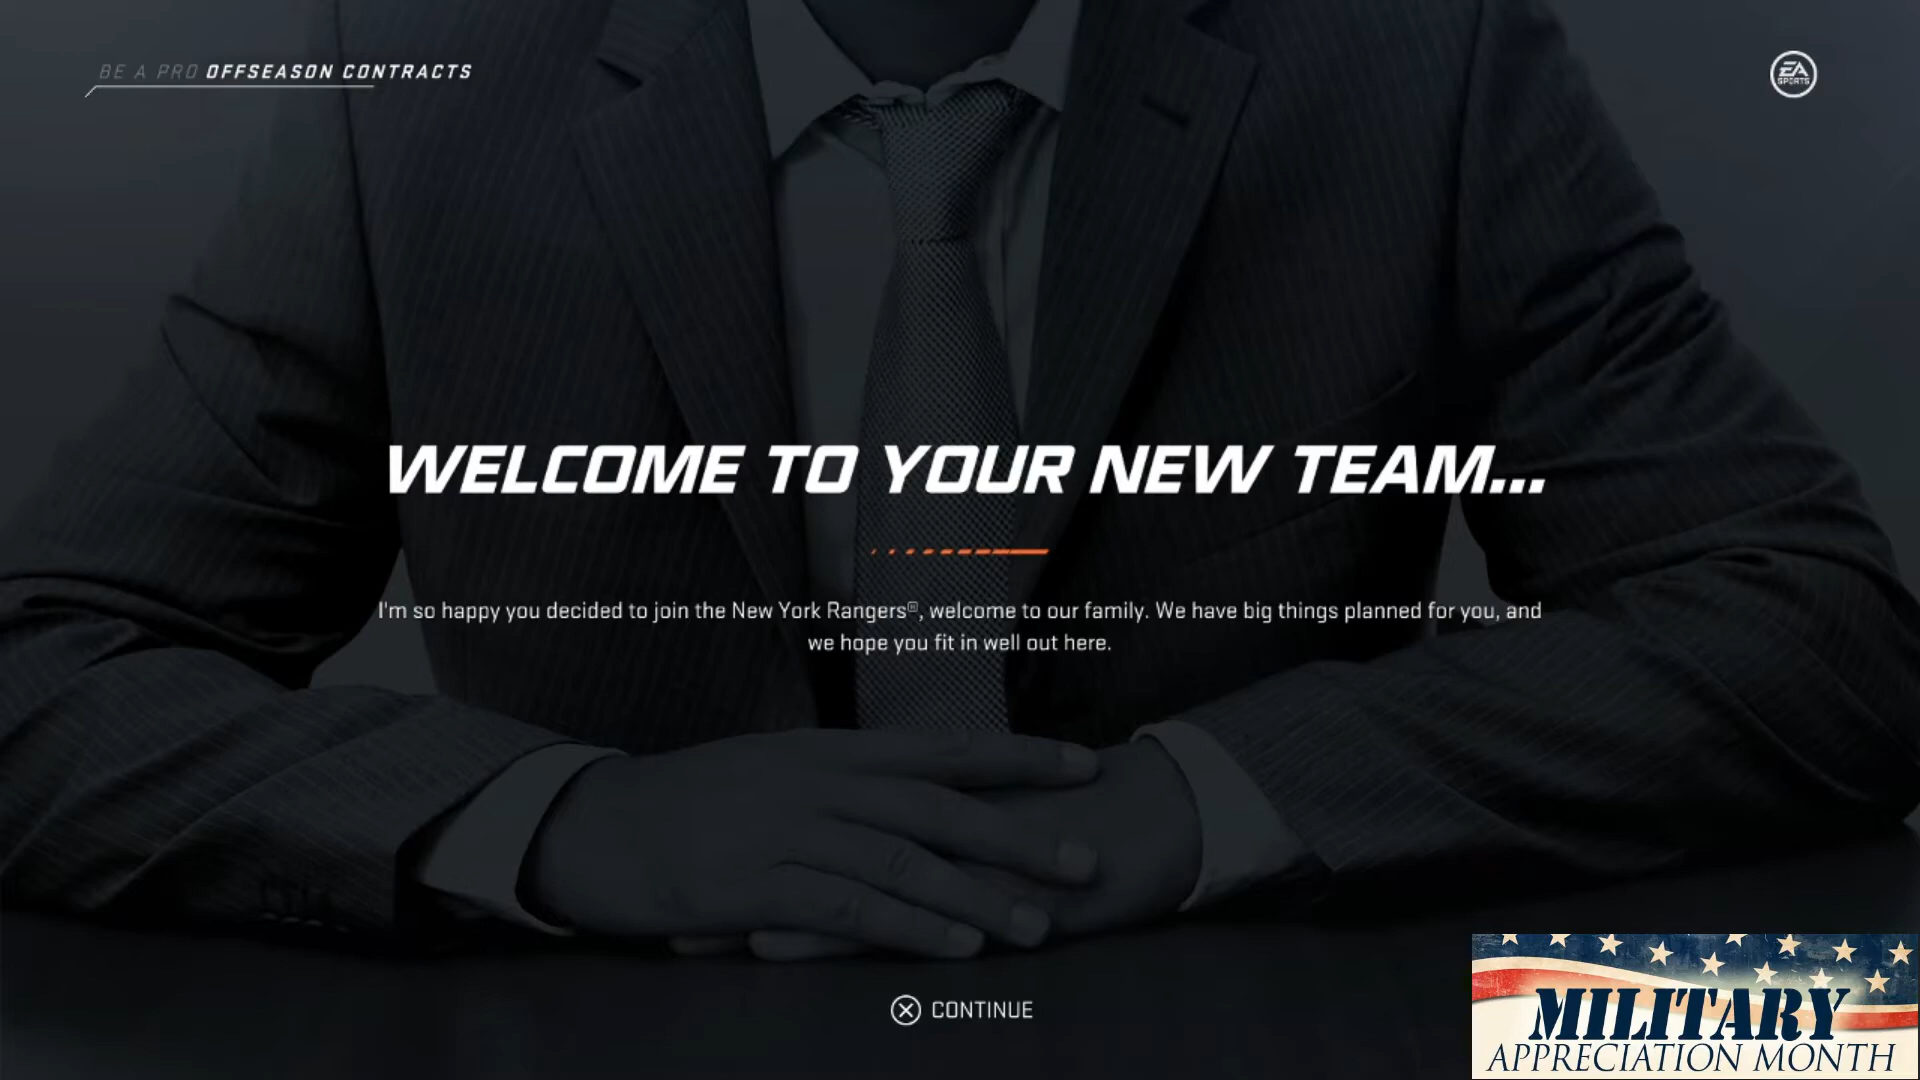 BE A PRO OFFSEASON CONTRACTS
EA
SPORTS
WELCOME TO YOUR NEW TEAM...
I'm so happy you decided to join the New York Rangers®, welcome to our family. We have big things planned for you, and
we hope you fit in well out here.
CONTINUE
MILITARY
APPRECIATION MONTH